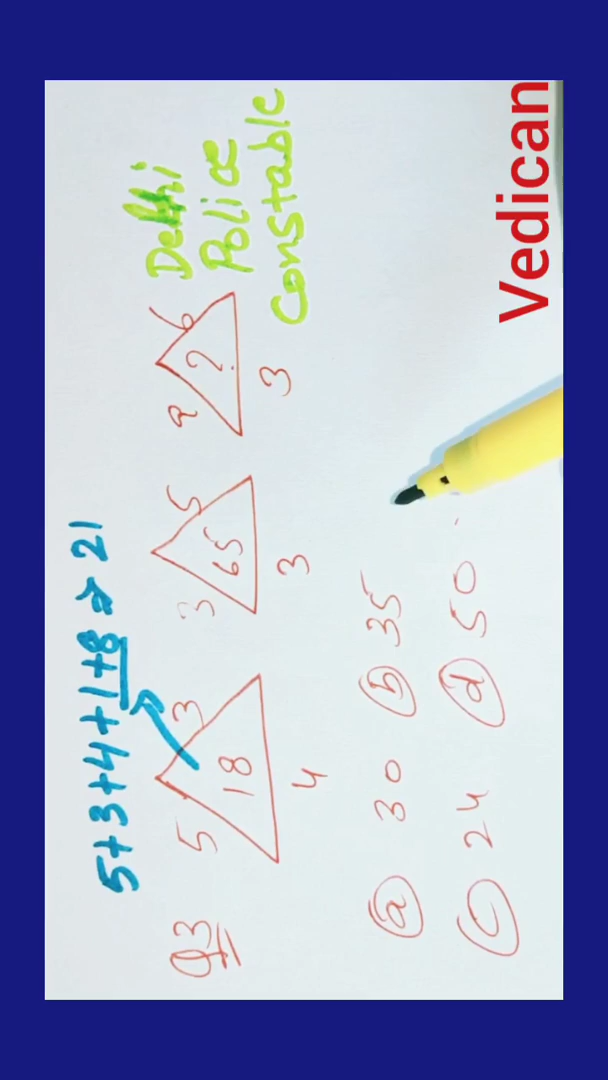 5+3+4+1+8 ⇒ 21
Q3
5 3
18
4
3 5
65
3
9 6
?
3
Delhi
Police
Constable
(a) 30 (b) 35
(c) 24 (d) 50
Vedican